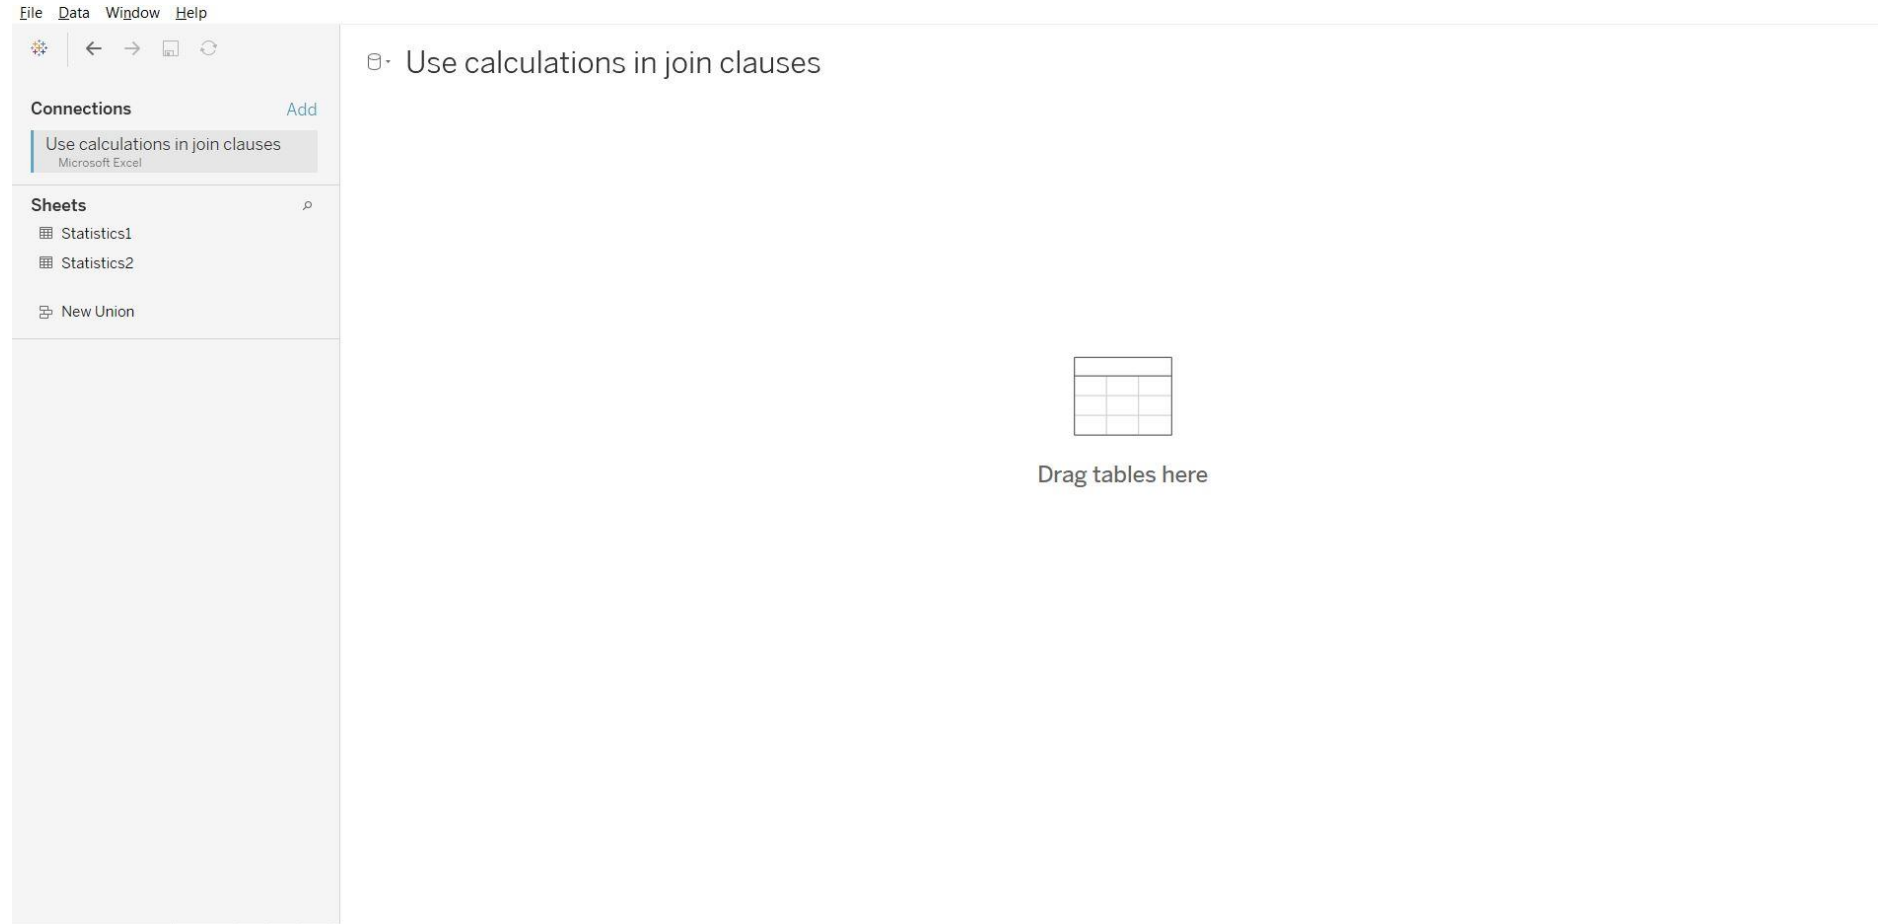 File Data Window Help
Use calculations in join clauses
Connections Add
Use calculations in join clauses
Microsoft Excel
Sheets
Statistics1
Statistics2
New Union
Drag tables here